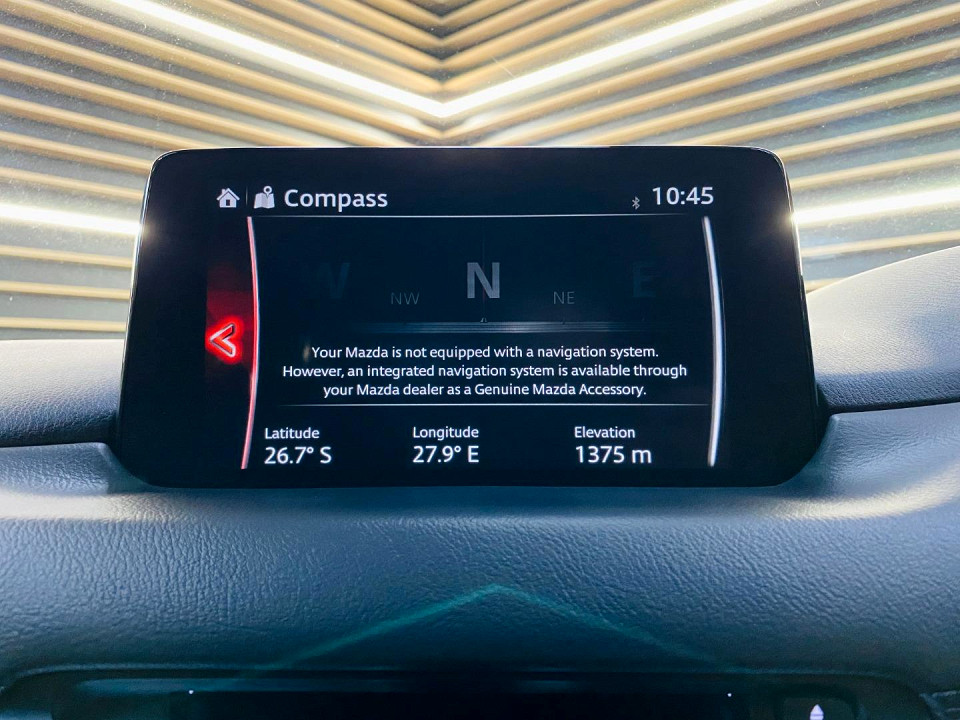 Compass
10:45
W N E
NW NE
Your Mazda is not equipped with a navigation system.
However, an integrated navigation system is available through
your Mazda dealer as a Genuine Mazda Accessory.
Latitude Longitude Elevation
26.7° S 27.9° E 1375 m